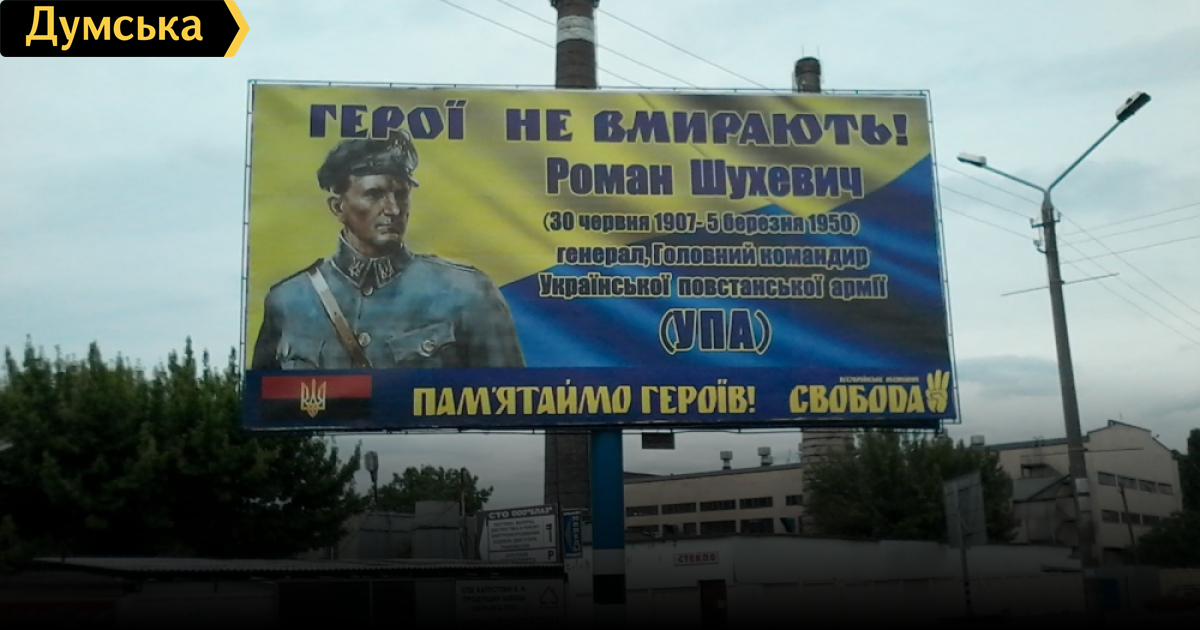 Думська
ГЕРОЇ НЕ ВМИРАЮТЬ!
Роман Шухевич
(30 червня 1907- 5 березня 1950)
генерал, Головний командир
Української повстанської армії
(УПА)
ПАМ'ЯТАЙМО ГЕРОЇВ!
СВОБОДА
СТЕКЛО